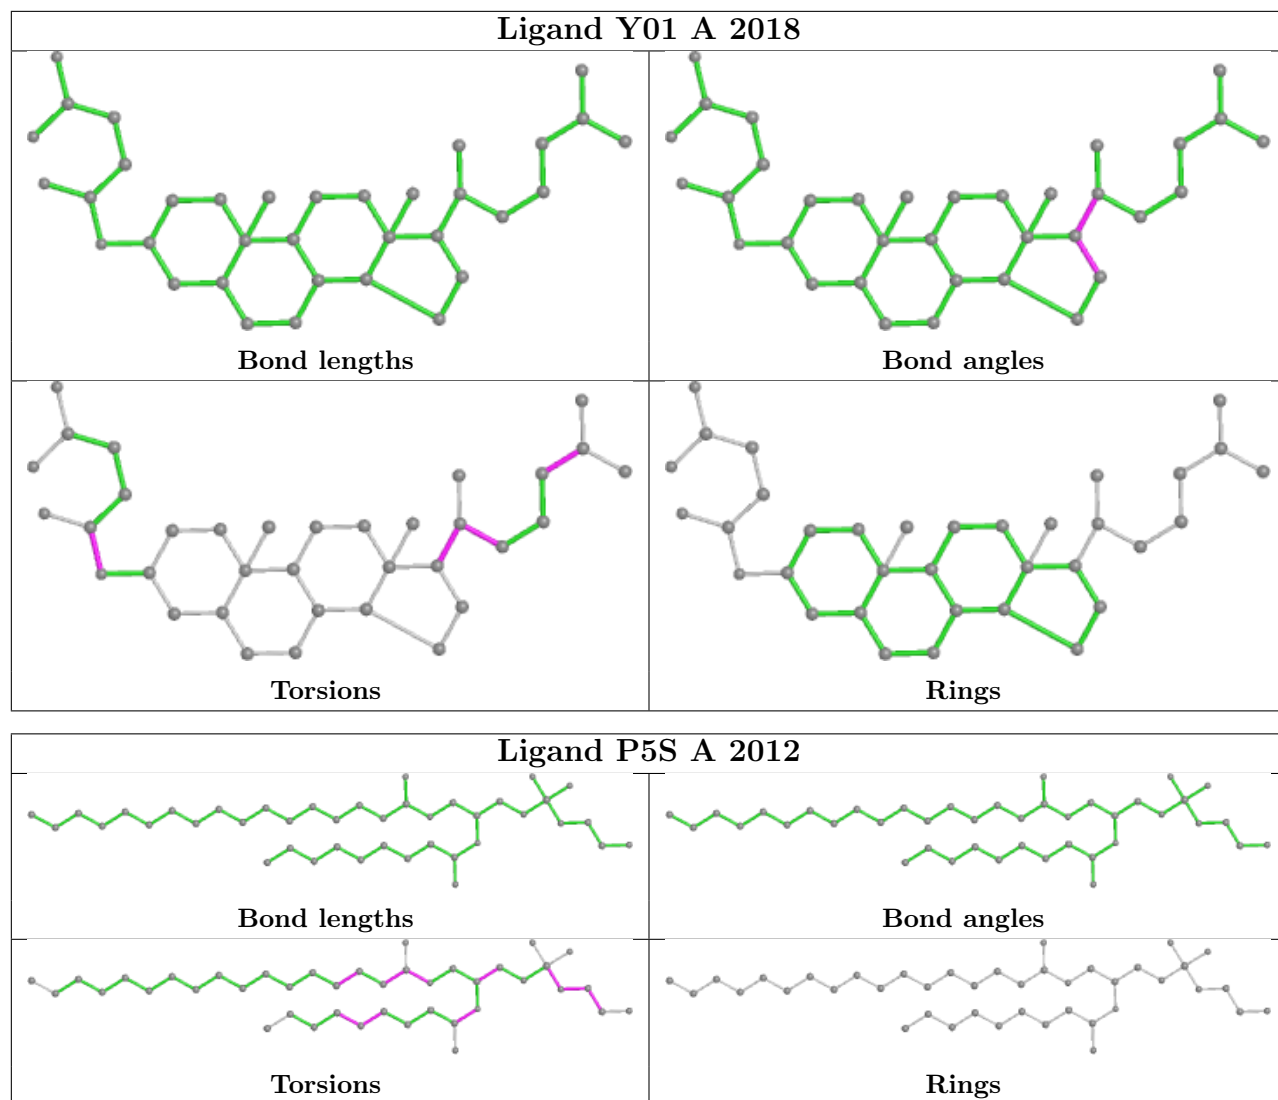 Ligand Y01 A 2018
Bond lengths
Bond angles
Torsions
Rings
Ligand P5S A 2012
Bond lengths
Bond angles
Torsions
Rings